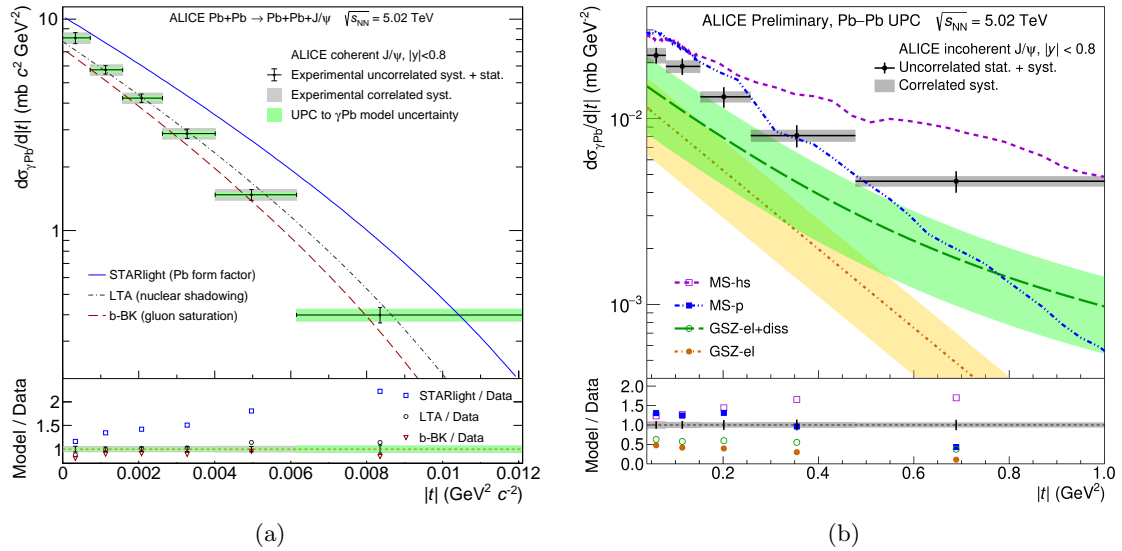 ALICE Pb+Pb → Pb+Pb+J/ψ √sNN = 5.02 TeV
ALICE coherent J/ψ, |y|<0.8
Experimental uncorrelated syst. + stat.
Experimental correlated syst.
UPC to γPb model uncertainty
dσγPb/d|t| (mb c² GeV⁻²)
10
1
STARlight (Pb form factor)
LTA (nuclear shadowing)
b-BK (gluon saturation)
Model / Data
2
1
STARlight / Data
LTA / Data
b-BK / Data
0 0.002 0.004 0.006 0.008 0.01 0.012
|t| (GeV² c⁻²)
(a)
ALICE Preliminary, Pb–Pb UPC √sNN = 5.02 TeV
ALICE incoherent J/ψ, |y| < 0.8
Uncorrelated stat. + syst.
Correlated syst.
dσγPb/d|t| (mb GeV⁻²)
10⁻²
10⁻³
MS-hs
MS-p
GSZ-el+diss
GSZ-el
Model / Data
2.0
1.5
1.0
0.5
0.0
0.2 0.4 0.6 0.8 1.0
|t| (GeV²)
(b)